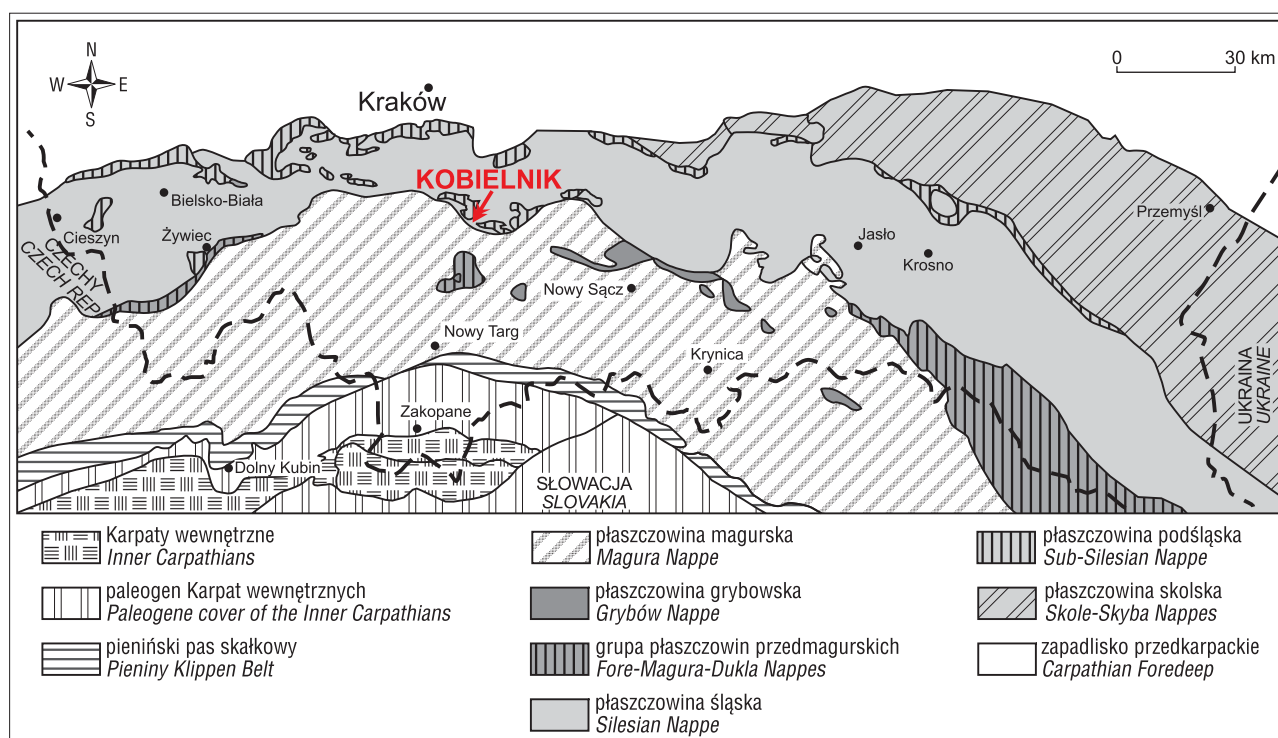 N
W E
S
0 30 km
Kraków
KOBIELNIK
Bielsko-Biała
Cieszyn
Żywiec
CZECHY
CZECH REP
Przemyśl
Jasło
Krosno
Nowy Sącz
Nowy Targ
Krynica
Zakopane
Dolny Kubin
SŁOWACJA
SLOVAKIA
UKRAINA
UKRAINE
Karpaty wewnętrzne
Inner Carpathians
paleogen Karpat wewnętrznych
Paleogene cover of the Inner Carpathians
pieniński pas skałkowy
Pieniny Klippen Belt
płaszczowina magurska
Magura Nappe
płaszczowina grybowska
Grybów Nappe
grupa płaszczowin przedmagurskich
Fore-Magura-Dukla Nappes
płaszczowina śląska
Silesian Nappe
płaszczowina podśląska
Sub-Silesian Nappe
płaszczowina skolska
Skole-Skyba Nappes
zapadlisko przedkarpackie
Carpathian Foredeep